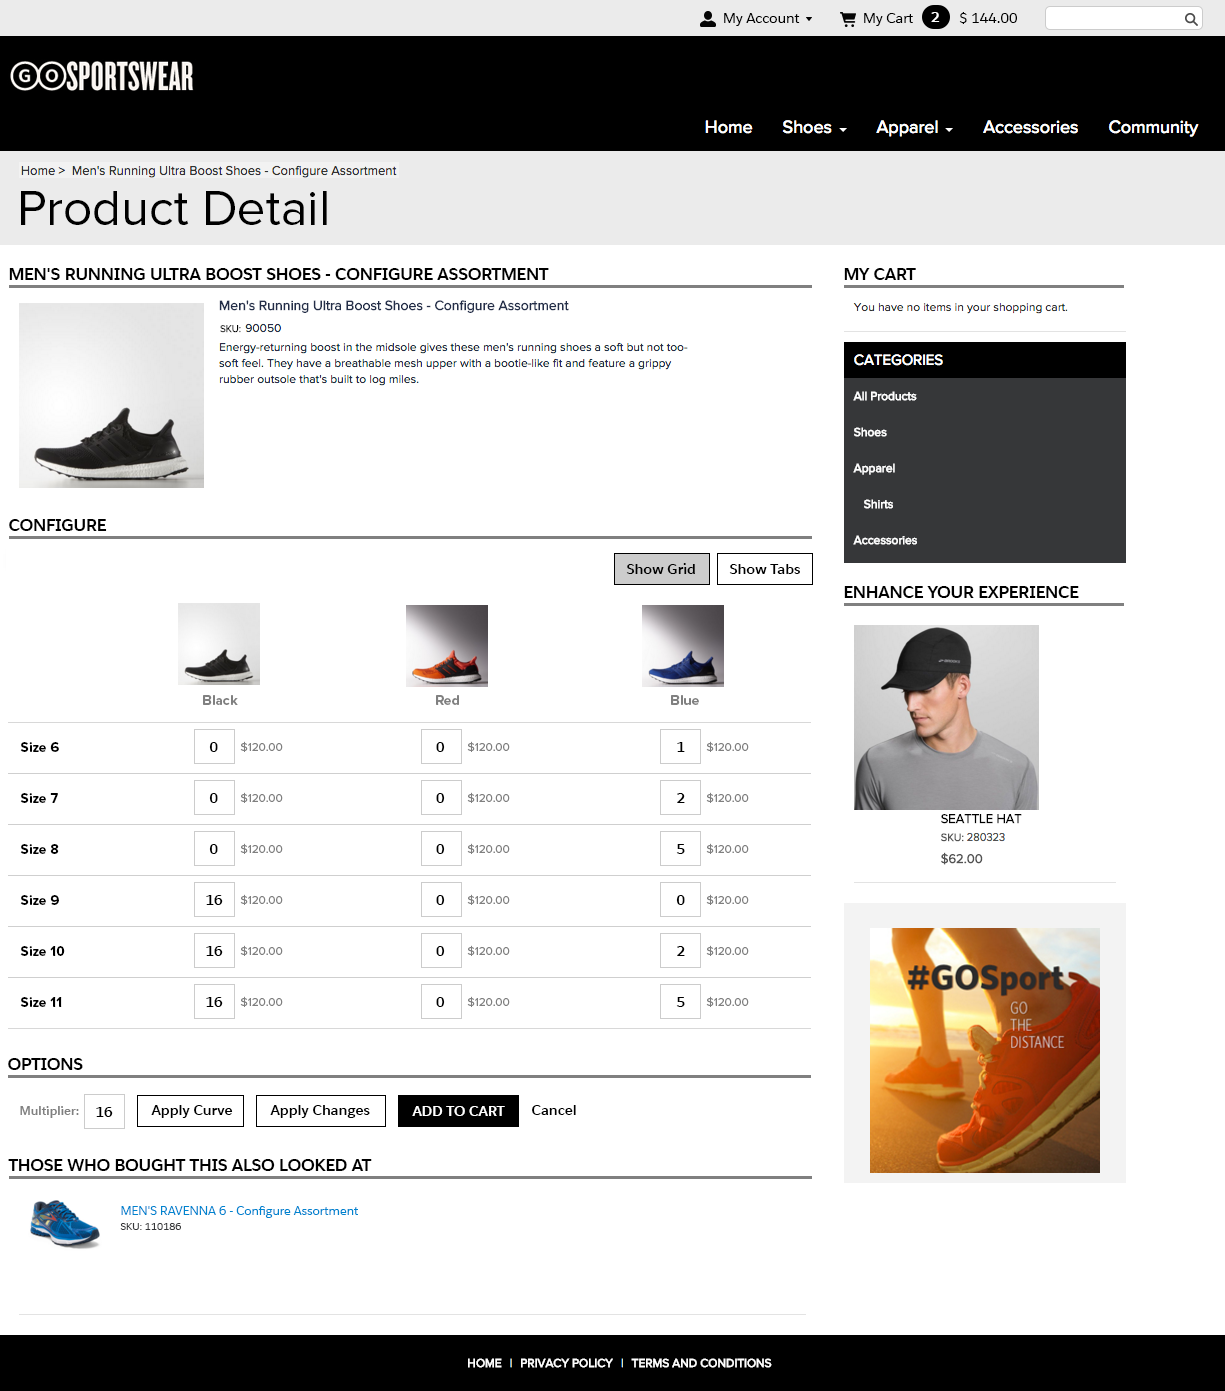 My Account
My Cart 2 $ 144.00
GO SPORTSWEAR
Home Shoes Apparel Accessories Community
Home > Men's Running Ultra Boost Shoes - Configure Assortment
Product Detail
MEN'S RUNNING ULTRA BOOST SHOES - CONFIGURE ASSORTMENT
Men's Running Ultra Boost Shoes - Configure Assortment
SKU: 90050
Energy-returning boost in the midsole gives these men's running shoes a soft but not too-
soft feel. They have a breathable mesh upper with a bootie-like fit and feature a grippy
rubber outsole that's built to log miles.
CONFIGURE
Show Grid Show Tabs
Black Red Blue
Size 6 0 $120.00 0 $120.00 1 $120.00
Size 7 0 $120.00 0 $120.00 2 $120.00
Size 8 0 $120.00 0 $120.00 5 $120.00
Size 9 16 $120.00 0 $120.00 0 $120.00
Size 10 16 $120.00 0 $120.00 2 $120.00
Size 11 16 $120.00 0 $120.00 5 $120.00
OPTIONS
Multiplier: 16 Apply Curve Apply Changes ADD TO CART Cancel
THOSE WHO BOUGHT THIS ALSO LOOKED AT
MEN'S RAVENNA 6 - Configure Assortment
SKU: 110186
MY CART
You have no items in your shopping cart.
CATEGORIES
All Products
Shoes
Apparel
Shirts
Accessories
ENHANCE YOUR EXPERIENCE
SEATTLE HAT
SKU: 280323
$62.00
#GOSport
GO
THE
DISTANCE
HOME | PRIVACY POLICY | TERMS AND CONDITIONS